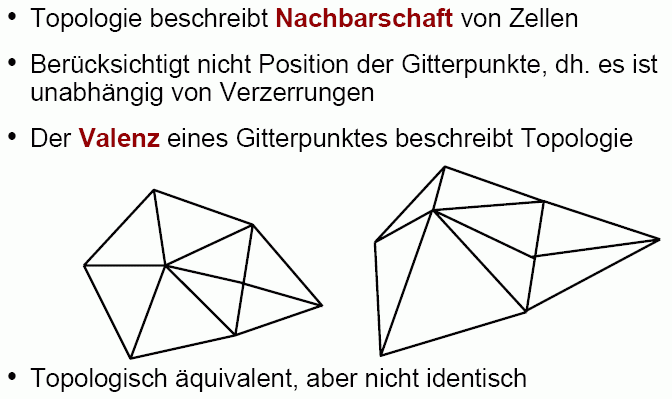 • Topologie beschreibt Nachbarschaft von Zellen
• Berücksichtigt nicht Position der Gitterpunkte, dh. es ist
unabhängig von Verzerrungen
• Der Valenz eines Gitterpunktes beschreibt Topologie
• Topologisch äquivalent, aber nicht identisch